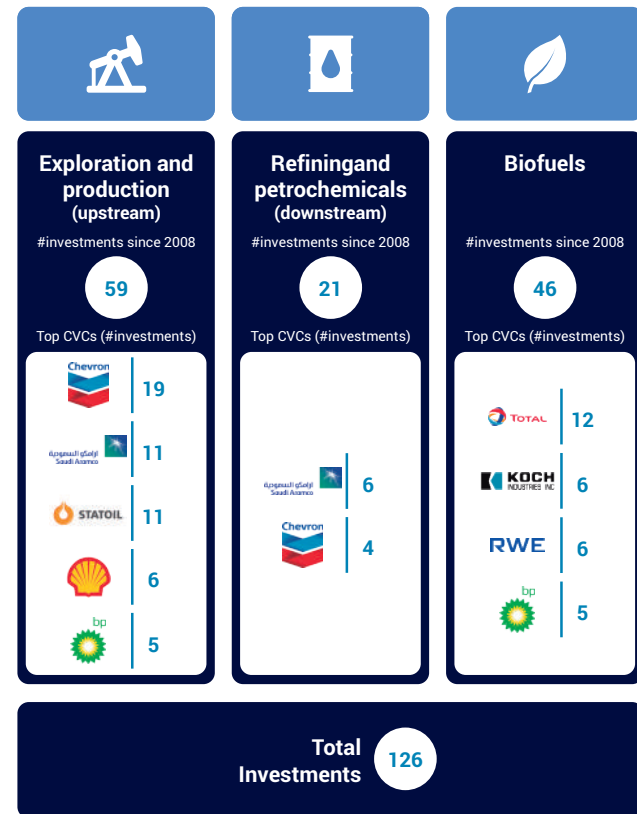 Exploration and
production
(upstream)
#investments since 2008
59
Top CVCs (#investments)
Chevron
19
أرامكو السعودية
Saudi Aramco
11
STATOIL
11
6
bp
5
Refiningand
petrochemicals
(downstream)
#investments since 2008
21
Top CVCs (#investments)
أرامكو السعودية
Saudi Aramco
6
Chevron
4
Biofuels
#investments since 2008
46
Top CVCs (#investments)
TOTAL
12
KOCH
INDUSTRIES INC
6
RWE
6
bp
5
Total
Investments
126